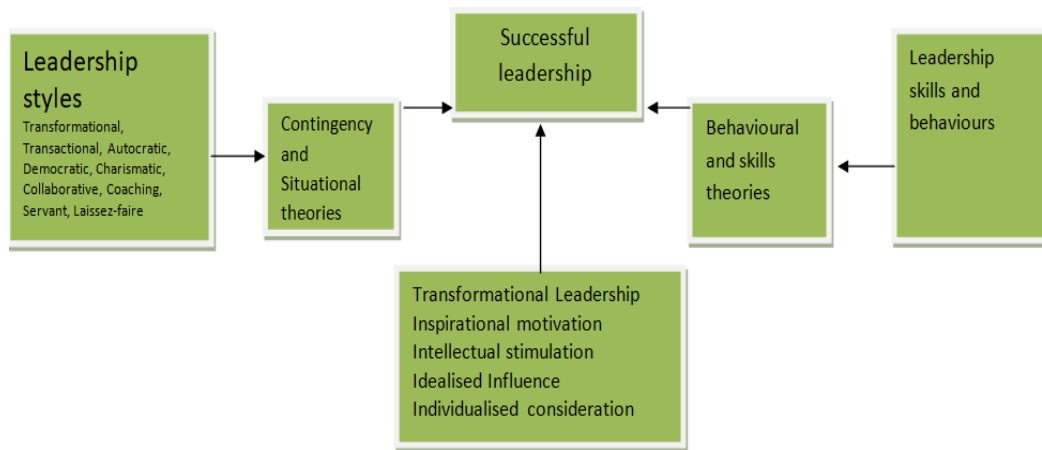 Leadership
styles
Transformational,
Transactional, Autocratic,
Democratic, Charismatic,
Collaborative, Coaching,
Servant, Laissez-faire
Contingency
and
Situational
theories
Successful
leadership
Behavioural
and skills
theories
Leadership
skills and
behaviours
Transformational Leadership
Inspirational motivation
Intellectual stimulation
Idealised Influence
Individualised consideration